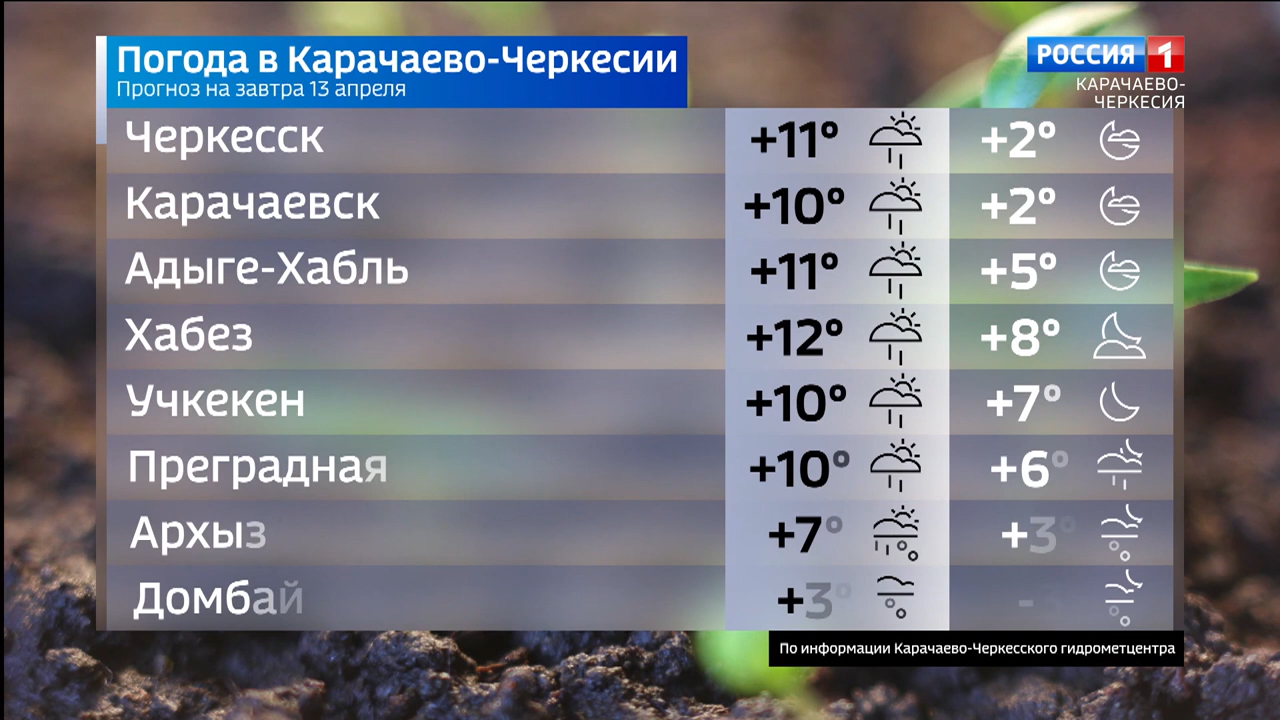 Погода в Карачаево-Черкесии
Прогноз на завтра 13 апреля
РОССИЯ 1
КАРАЧАЕВО-
ЧЕРКЕСИЯ
Черкесск +11° +2°
Карачаевск +10° +2°
Адыге-Хабль +11° +5°
Хабез +12° +8°
Учкекен +10° +7°
Преградная +10° +6°
Архыз +7° +3°
Домбай +3°
По информации Карачаево-Черкесского гидрометцентра